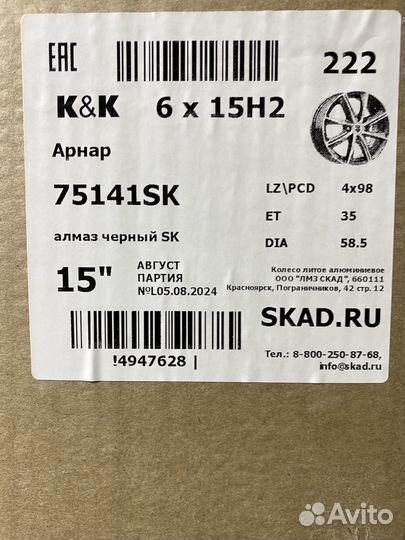 EAC
222
K&K 6 x 15H2
Арнар
75141SK
LZ\PCD 4x98
ET 35
алмаз черный SK
DIA 58.5
15"
АВГУСТ
ПАРТИЯ
№L05.08.2024
Колесо литое алюминиевое
ООО "ЛМЗ СКАД", 660111
Красноярск, Пограничников, 42 стр. 12
SKAD.RU
!4947628 |
Тел.: 8-800-250-87-68,
info@skad.ru
Avito